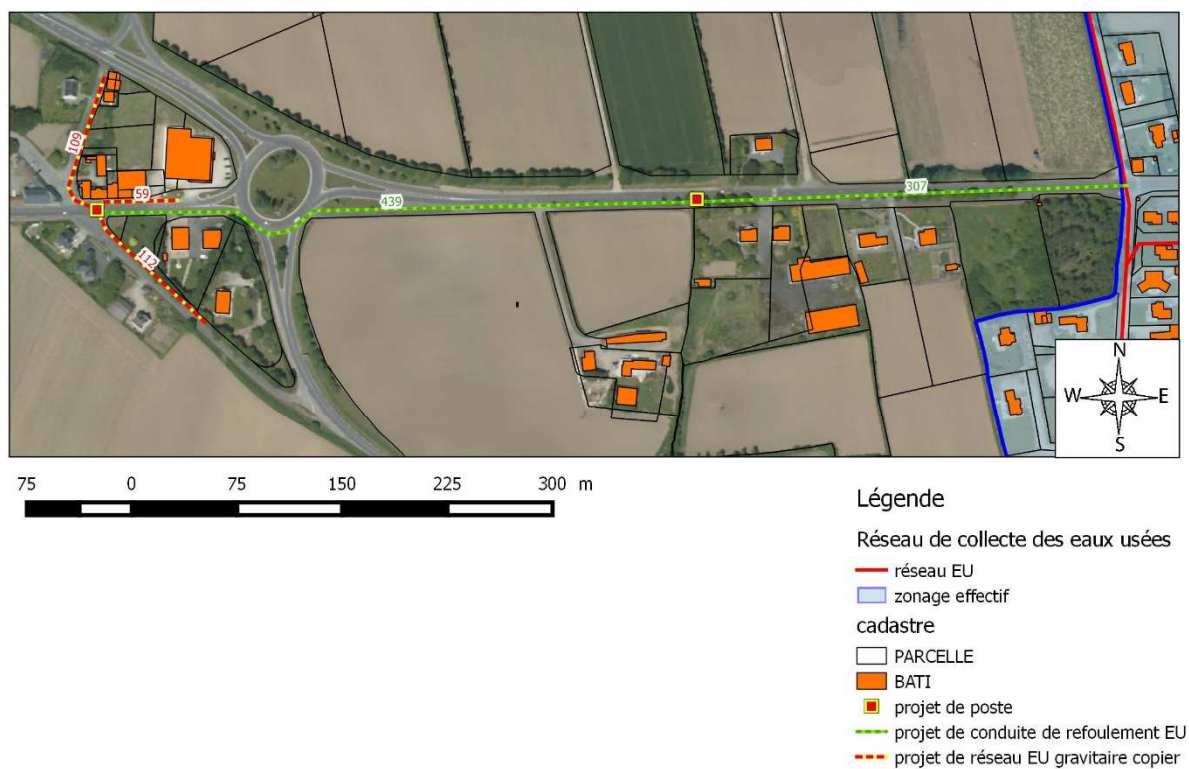 109
59
112
439
307
N
W E
S
75 0 75 150 225 300 m
Légende
Réseau de collecte des eaux usées
réseau EU
zonage effectif
cadastre
PARCELLE
BATI
projet de poste
projet de conduite de refoulement EU
projet de réseau EU gravitaire copier